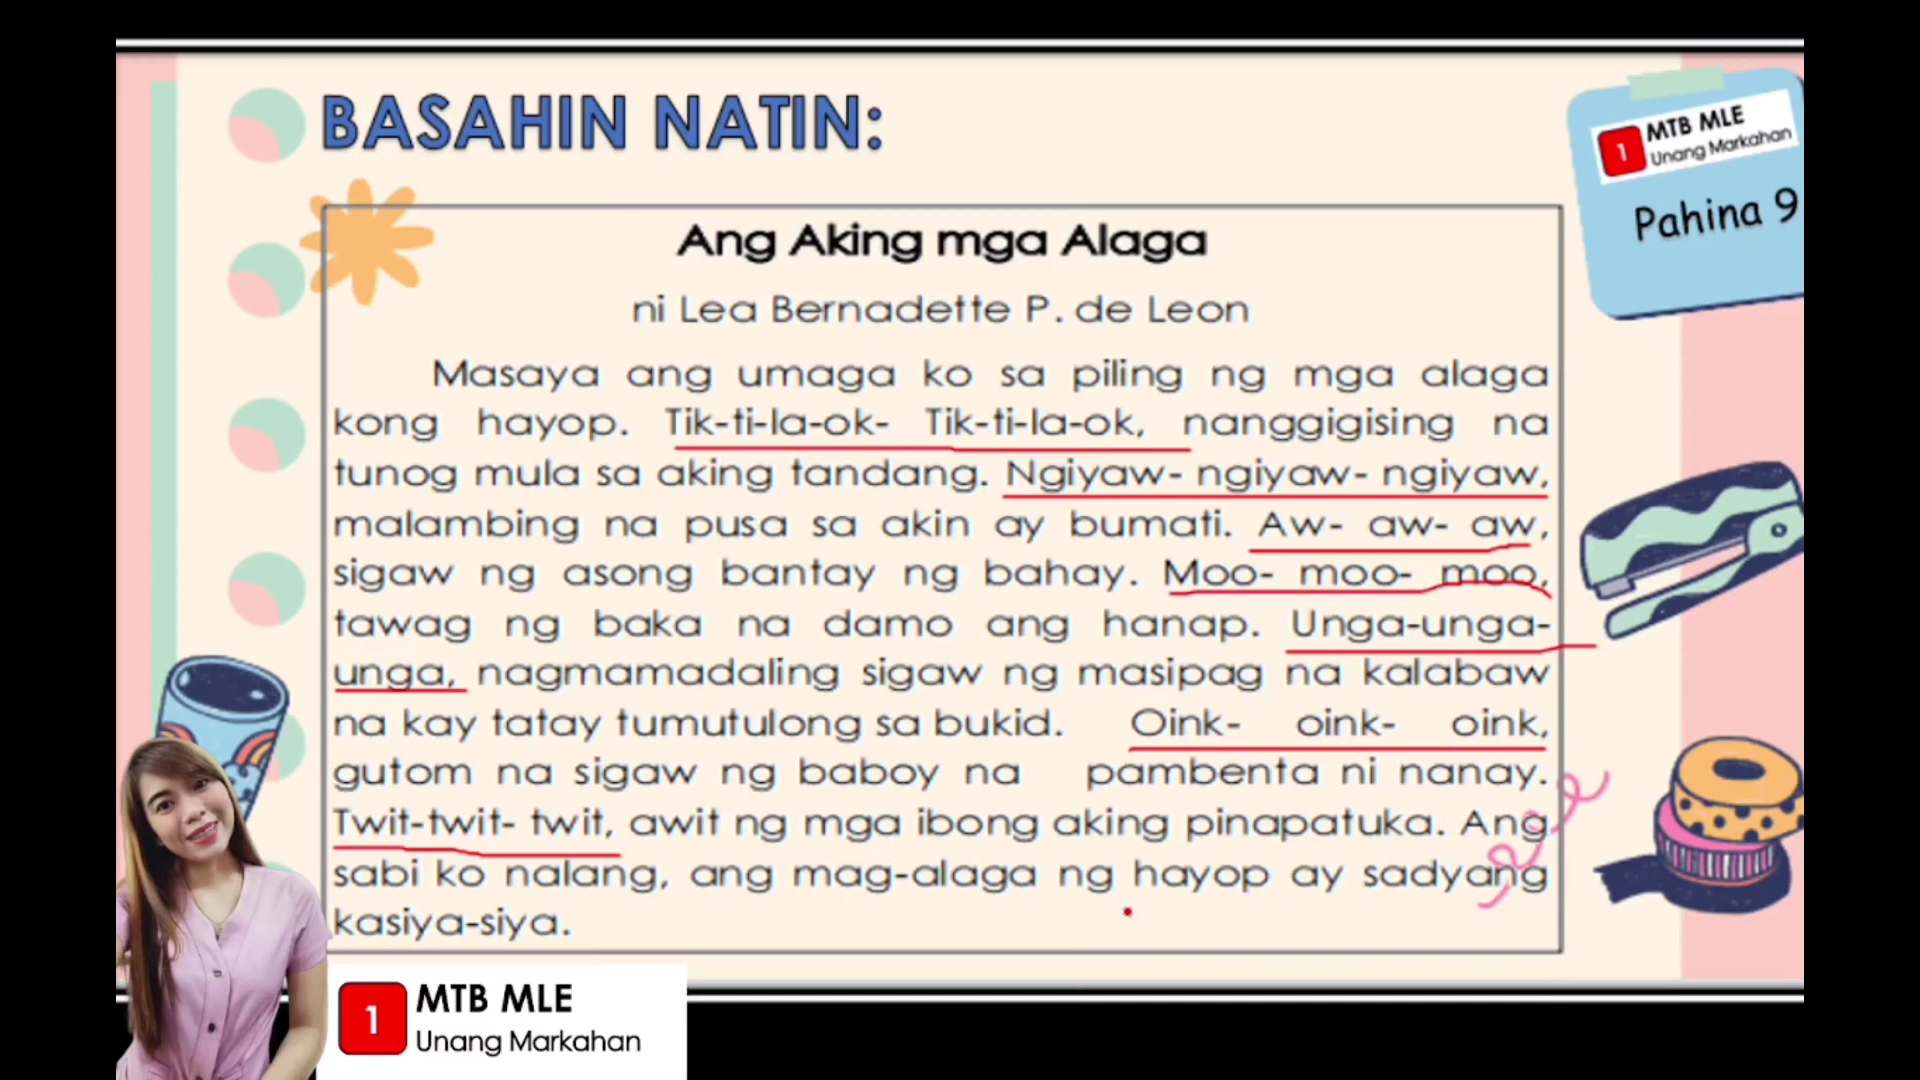 BASAHIN NATIN:
1 MTB MLE
Unang Markahan
Pahina 9
Ang Aking mga Alaga
ni Lea Bernadette P. de Leon
Masaya ang umaga ko sa piling ng mga alaga
kong hayop. Tik-ti-la-ok- Tik-ti-la-ok, nanggigising na
tunog mula sa aking tandang. Ngiyaw- ngiyaw- ngiyaw,
malambing na pusa sa akin ay bumati. Aw- aw- aw,
sigaw ng asong bantay ng bahay. Moo- moo- moo,
tawag ng baka na damo ang hanap. Unga-unga-
unga, nagmamadaling sigaw ng masipag na kalabaw
na kay tatay tumutulong sa bukid. Oink- oink- oink,
gutom na sigaw ng baboy na pambenta ni nanay.
Twit-twit- twit, awit ng mga ibong aking pinapatuka. Ang
sabi ko nalang, ang mag-alaga ng hayop ay sadyang
kasiya-siya.
1 MTB MLE
Unang Markahan